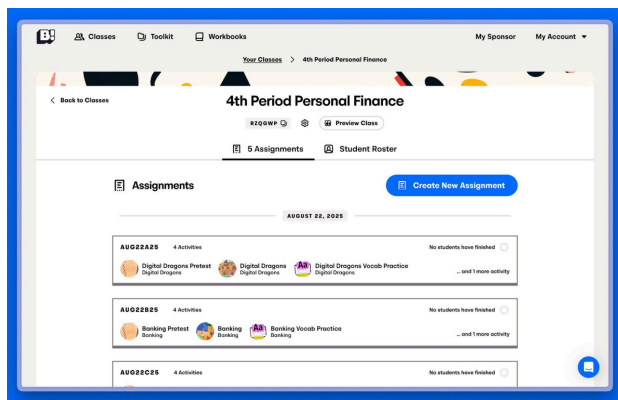 B!
Classes
Toolkit
Workbooks
My Sponsor
My Account
Your Classes > 4th Period Personal Finance
< Back to Classes
4th Period Personal Finance
RZQGWP
Preview Class
5 Assignments
Student Roster
Assignments
Create New Assignment
AUGUST 22, 2025
AUG22A25
4 Activities
No students have finished
Digital Dragons Pretest
Digital Dragons
Digital Dragons
Digital Dragons
Aa
Digital Dragons Vocab Practice
Digital Dragons
... and 1 more activity
AUG22B25
4 Activities
No students have finished
Banking Pretest
Banking
Banking
Banking
Aa
Banking Vocab Practice
Banking
... and 1 more activity
AUG22C25
4 Activities
No students have finished